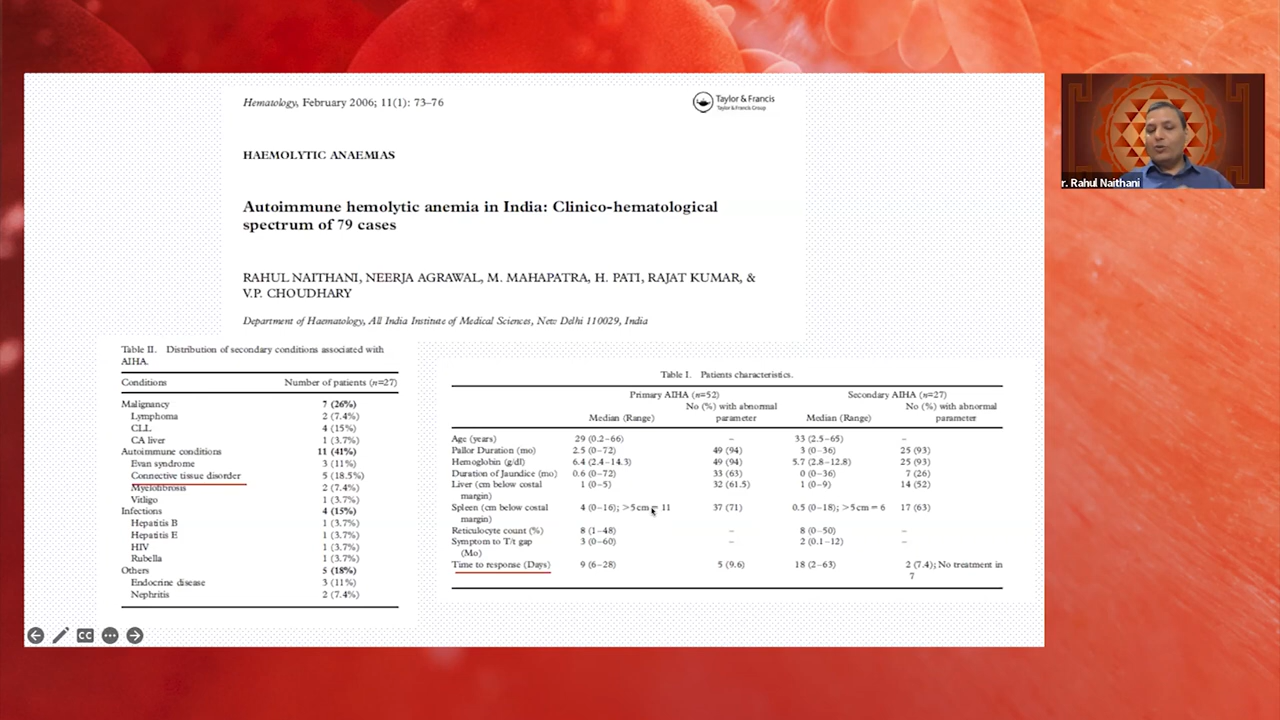 Hematology, February 2006; 11(1): 73–76
Taylor & Francis
Taylor & Francis Group
HAEMOLYTIC ANAEMIAS
Autoimmune hemolytic anemia in India: Clinico-hematological
spectrum of 79 cases
RAHUL NAITHANI, NEERJA AGRAWAL, M. MAHAPATRA, H. PATI, RAJAT KUMAR, &
V.P. CHOUDHARY
Department of Haematology, All India Institute of Medical Sciences, New Delhi 110029, India
Table II. Distribution of secondary conditions associated with
AIHA.
Conditions Number of patients (n=27)
Malignancy 7 (26%)
Lymphoma 2 (7.4%)
CLL 4 (15%)
CA liver 1 (3.7%)
Autoimmune conditions 11 (41%)
Evan syndrome 3 (11%)
Connective tissue disorder 5 (18.5%)
Myelofibrosis 2 (7.4%)
Vitligo 1 (3.7%)
Infections 4 (15%)
Hepatitis B 1 (3.7%)
Hepatitis E 1 (3.7%)
HIV 1 (3.7%)
Rubella 1 (3.7%)
Others 5 (18%)
Endocrine disease 3 (11%)
Nephritis 2 (7.4%)
Table I. Patients characteristics.
Primary AIHA (n=52) Secondary AIHA (n=27)
No (%) with abnormal No (%) with abnormal
Median (Range) parameter Median (Range) parameter
Age (years) 29 (0.2–66) – 33 (2.5–65) –
Pallor Duration (mo) 2.5 (0–72) 49 (94) 3 (0–36) 25 (93)
Hemoglobin (g/dl) 6.4 (2.4–14.3) 49 (94) 5.7 (2.8–12.8) 25 (93)
Duration of Jaundice (mo) 0.6 (0–72) 33 (63) 0 (0–36) 7 (26)
Liver (cm below costal 1 (0–5) 32 (61.5) 1 (0–9) 14 (52)
margin)
Spleen (cm below costal 4 (0–16); >5cm = 11 37 (71) 0.5 (0–18); >5cm = 6 17 (63)
margin)
Reticulocyte count (%) 8 (1–48) – 8 (0–50) –
Symptom to T/t gap 3 (0–60) – 2 (0.1–12) –
(Mo)
Time to response (Days) 9 (6–28) 5 (9.6) 18 (2–63) 2 (7.4); No treatment in
7
CC
r. Rahul Naithani